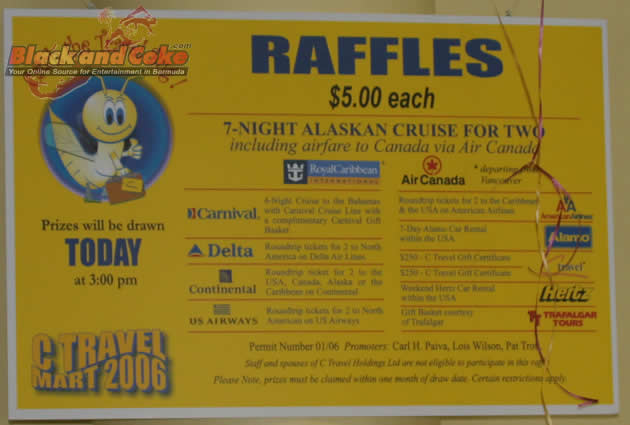 Black and Coke
.com
Your Online Source for Entertainment in Bermuda
RAFFLES
$5.00 each
7-NIGHT ALASKAN CRUISE FOR TWO
including airfare to Canada via Air Canada
RoyalCaribbean
INTERNATIONAL
Air Canada
* departing
Vancouver
Prizes will be drawn
TODAY
at 3:00 pm
Carnival
6-Night Cruise to the Bahamas
with Carnival Cruise Line with
a complimentary Carnival Gift
Basket
Delta
Roundtrip tickets for 2 to North
America on Delta Air Lines
Continental
Roundtrip ticket for 2 to the
USA, Canada, Alaska or the
Caribbean on Continental
US AIRWAYS
Roundtrip tickets for 2 to North
American on US Airways
Roundtrip tickets for 2 to the Caribbean
& the USA on American Airlines
AA
AmericanAirlines
7-Day Alamo Car Rental
within the USA
Alamo
$250 - C Travel Gift Certificate
$250 - C Travel Gift Certificate
travel
Weekend Hertz Car Rental
within the USA
Hertz
Gift Basket courtesy
of Trafalgar
TT TRAFALGAR
TOURS
C TRAVEL
MART 2006
Permit Number 01/06 Promoters: Carl H. Paiva, Lois Wilson, Pat
Staff and spouses of C Travel Holdings Ltd are not eligible to participate in this
Please Note, prizes must be claimed within one month of draw date. Certain restrictions apply.